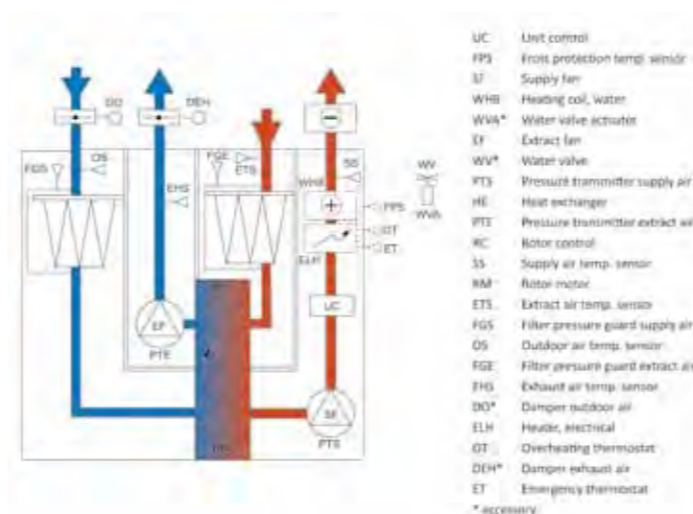 DO
DEH
FGS
OS
EHS
FGE
ETS
SS
WHB
FPS
OT
ET
ELH
WV
WVA
UC
EF
PTE
SF
PTS
UC Unit control
FPS Frost protection temp. sensor
SF Supply fan
WHB Heating coil, water
WVA* Water valve actuator
EF Extract fan
WV* Water valve
PTS Pressure transmitter supply air
HE Heat exchanger
PTE Pressure transmitter extract air
RC Rotor control
SS Supply air temp. sensor
RM Rotor motor
ETS Extract air temp. sensor
FGS Filter pressure guard supply air
OS Outdoor air temp. sensor
FGE Filter pressure guard extract air
EHS Exhaust air temp. sensor
DO* Damper outdoor air
ELH Heater, electrical
OT Overheating thermostat
DEH* Damper exhaust air
ET Emergency thermostat
* accessory